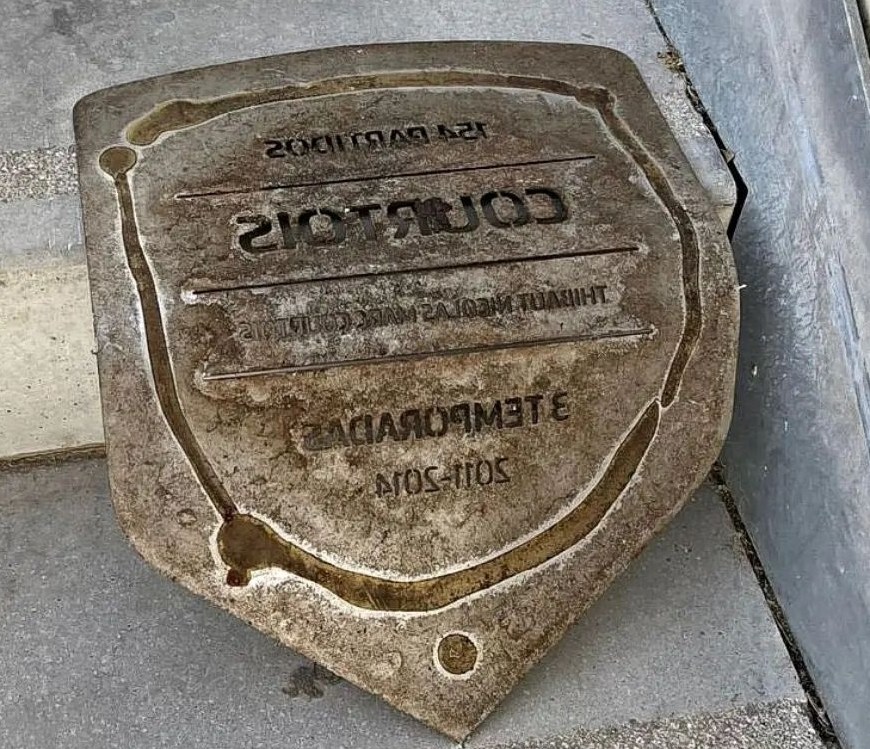 154 PARTIDOS
COURTOIS
THIBAUT NICOLAS MARC COURTOIS
3 TEMPORADAS
2011-2014